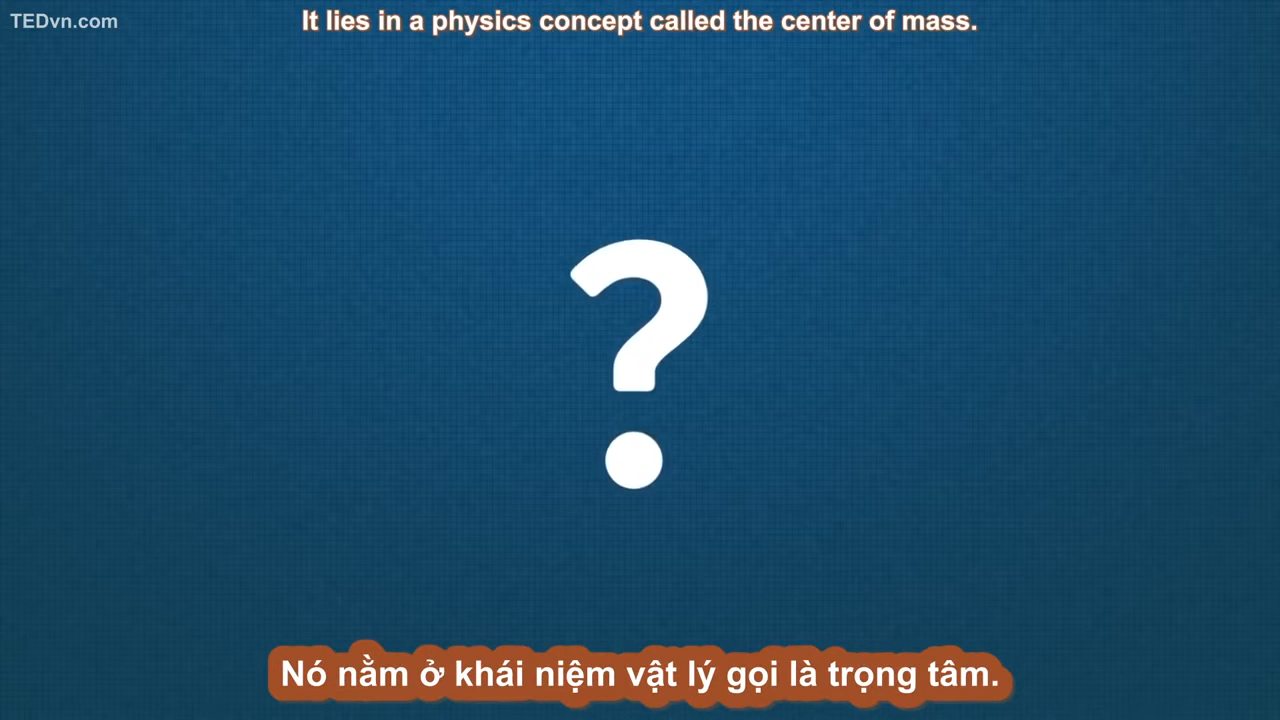 TEDvn.com
It lies in a physics concept called the center of mass.
?
Nó nằm ở khái niệm vật lý gọi là trọng tâm.